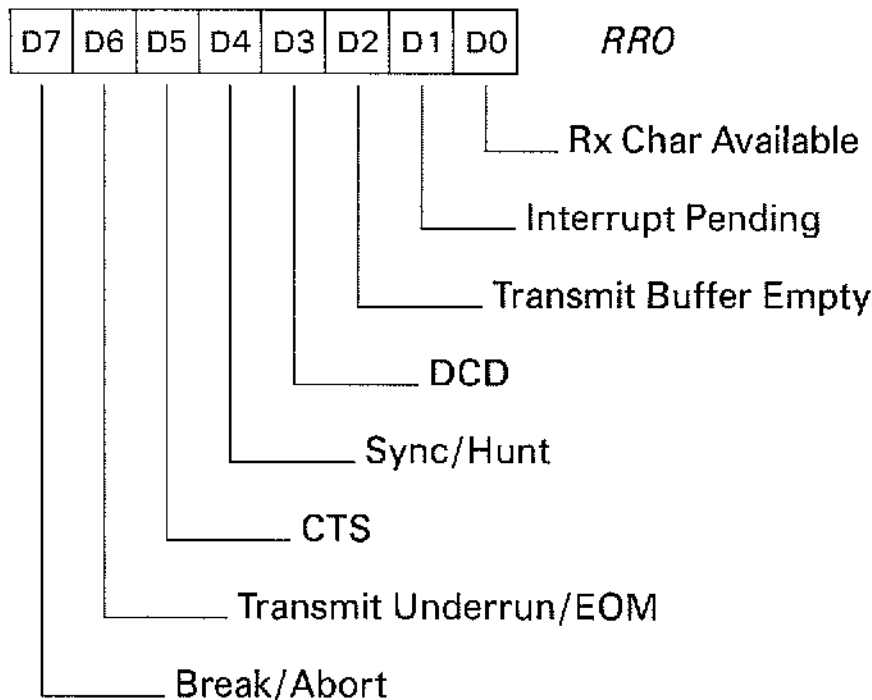 D7 D6 D5 D4 D3 D2 D1 D0 RRO
Rx Char Available
Interrupt Pending
Transmit Buffer Empty
DCD
Sync/Hunt
CTS
Transmit Underrun/EOM
Break/Abort